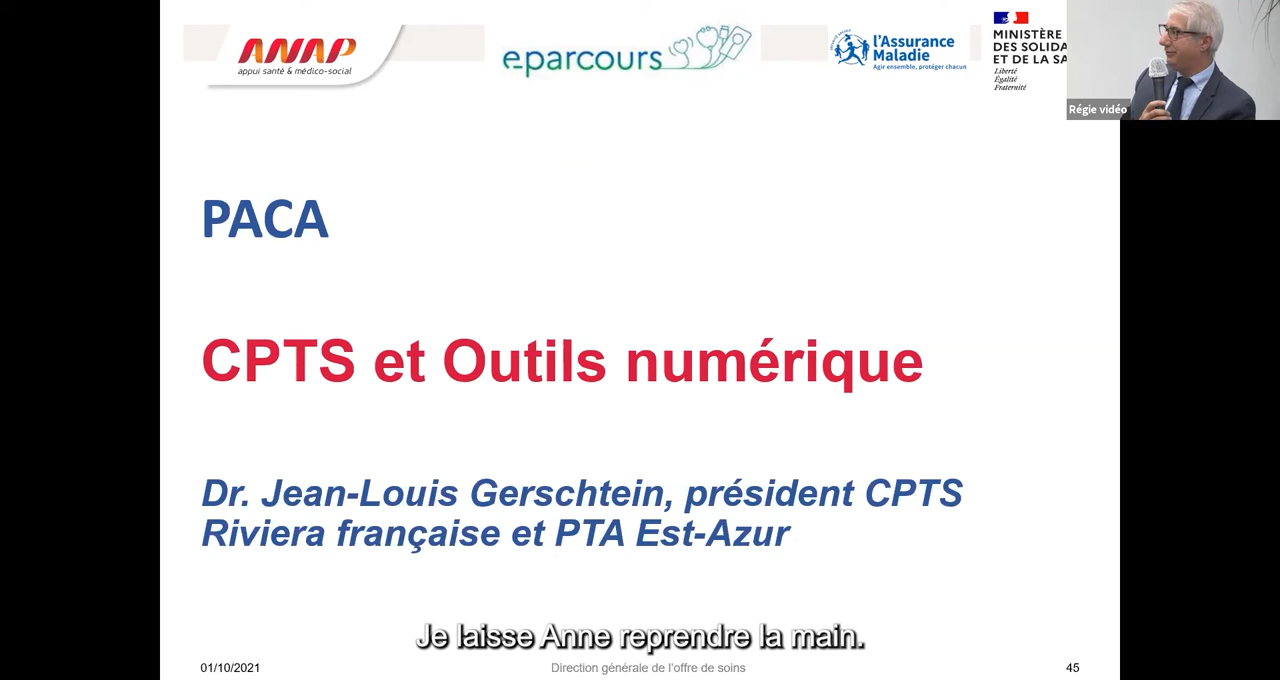 ANAP
appui santé & médico-social
eparcours
l'Assurance
Maladie
Agir ensemble, protéger chacun
MINISTÈRE
DES SOLIDA
ET DE LA SA
Liberté
Égalité
Fraternité
Régie vidéo
PACA
CPTS et Outils numérique
Dr. Jean-Louis Gerschtein, président CPTS
Riviera française et PTA Est-Azur
Je laisse Anne reprendre la main.
01/10/2021
Direction générale de l'offre de soins
45